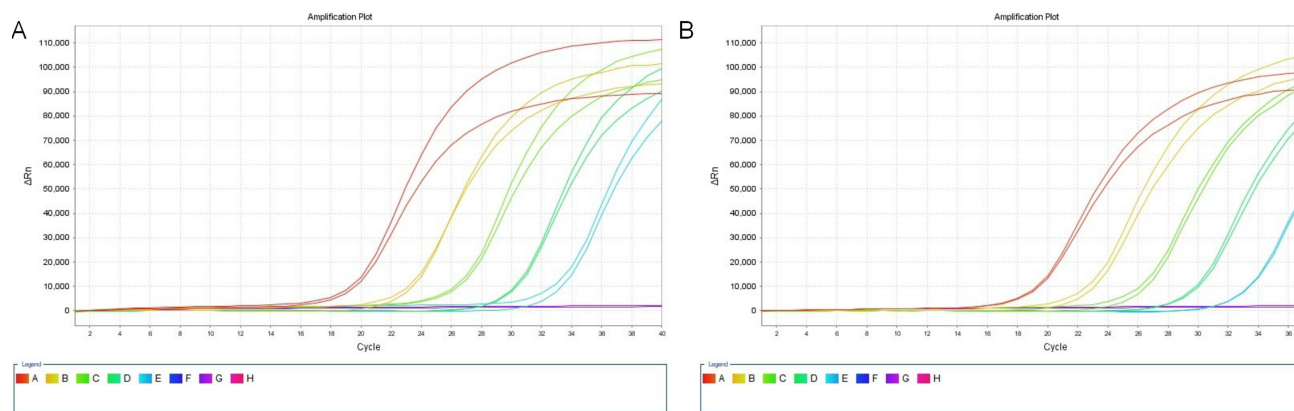 A
Amplification Plot
110,000
100,000
90,000
80,000
70,000
60,000
50,000
40,000
30,000
20,000
10,000
0
ΔRn
2 4 6 8 10 12 14 16 18 20 22 24 26 28 30 32 34 36 38 40
Cycle
Legend
A B C D E F G H
B
Amplification Plot
110,000
100,000
90,000
80,000
70,000
60,000
50,000
40,000
30,000
20,000
10,000
0
ΔRn
2 4 6 8 10 12 14 16 18 20 22 24 26 28 30 32 34 36
Cycle
Legend
A B C D E F G H